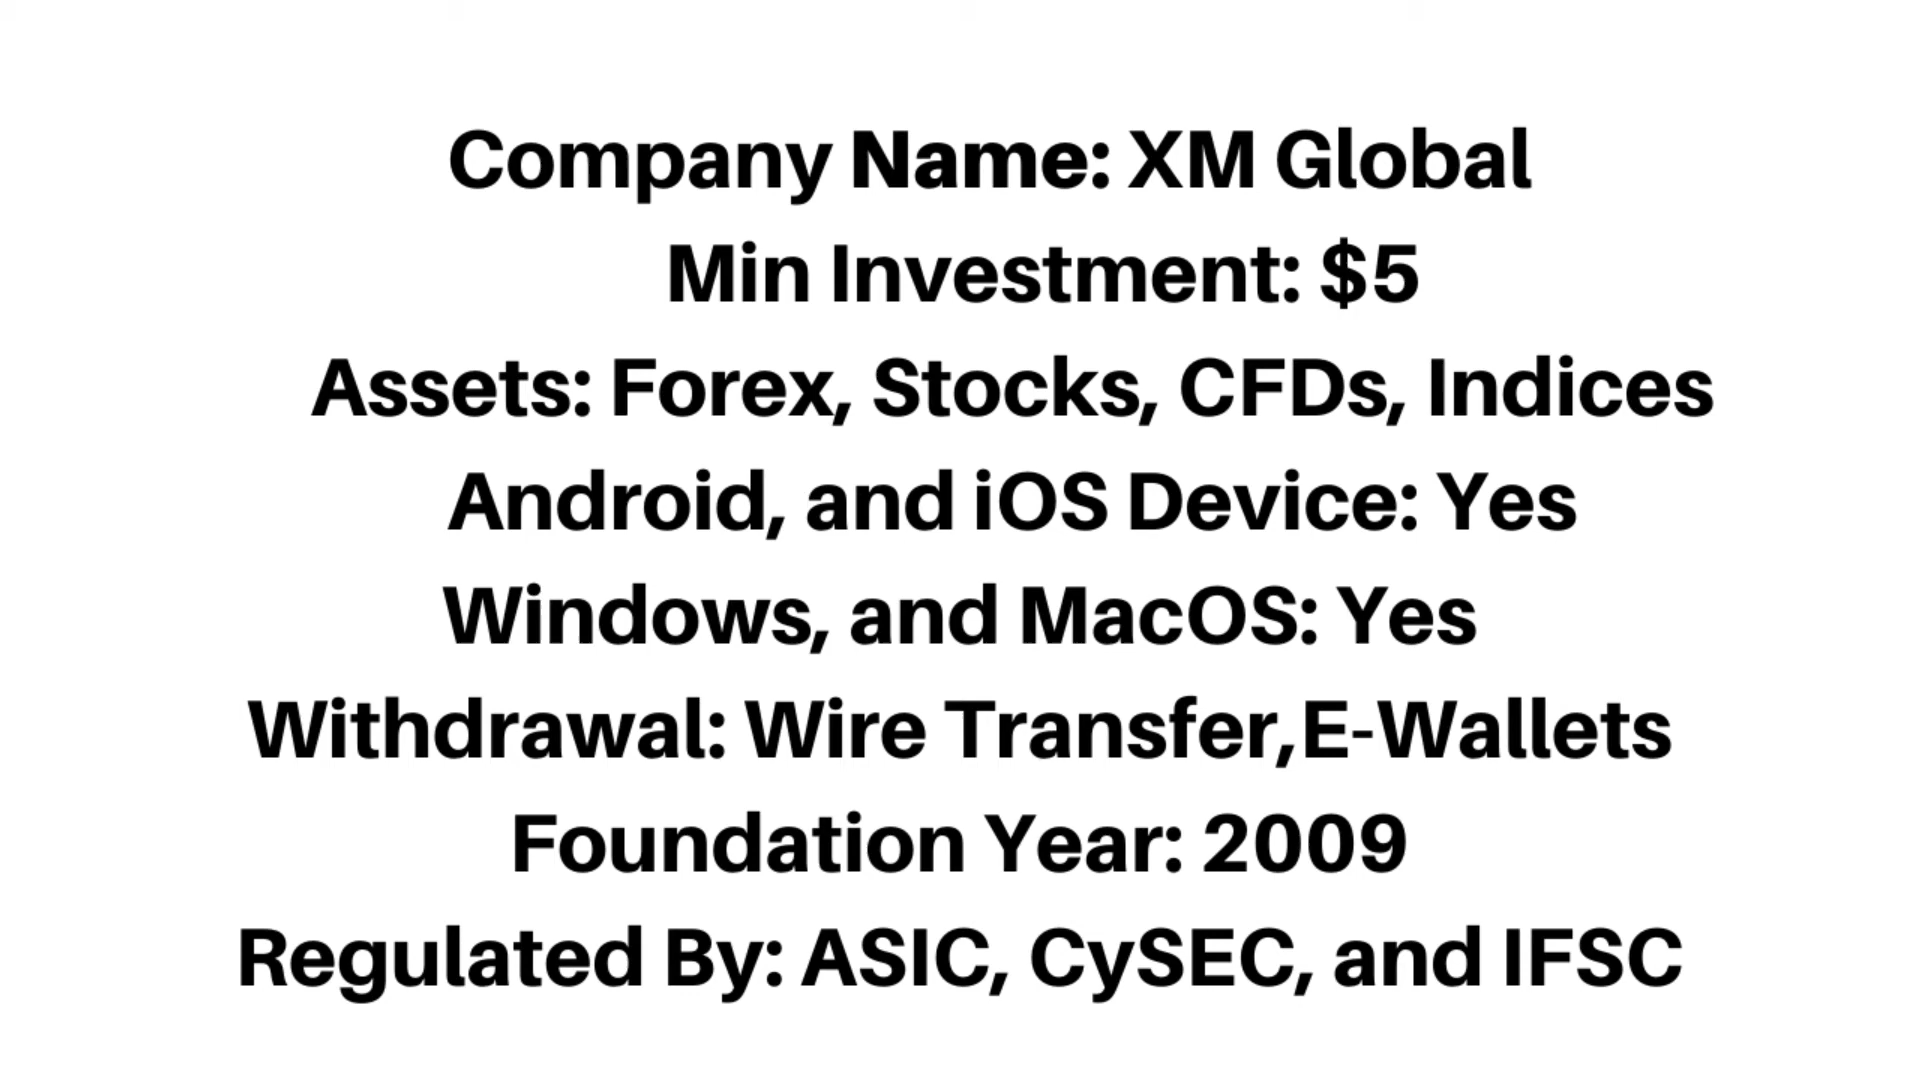 Company Name: XM Global
Min Investment: $5
Assets: Forex, Stocks, CFDs, Indices
Android, and iOS Device: Yes
Windows, and MacOS: Yes
Withdrawal: Wire Transfer,E-Wallets
Foundation Year: 2009
Regulated By: ASIC, CySEC, and IFSC